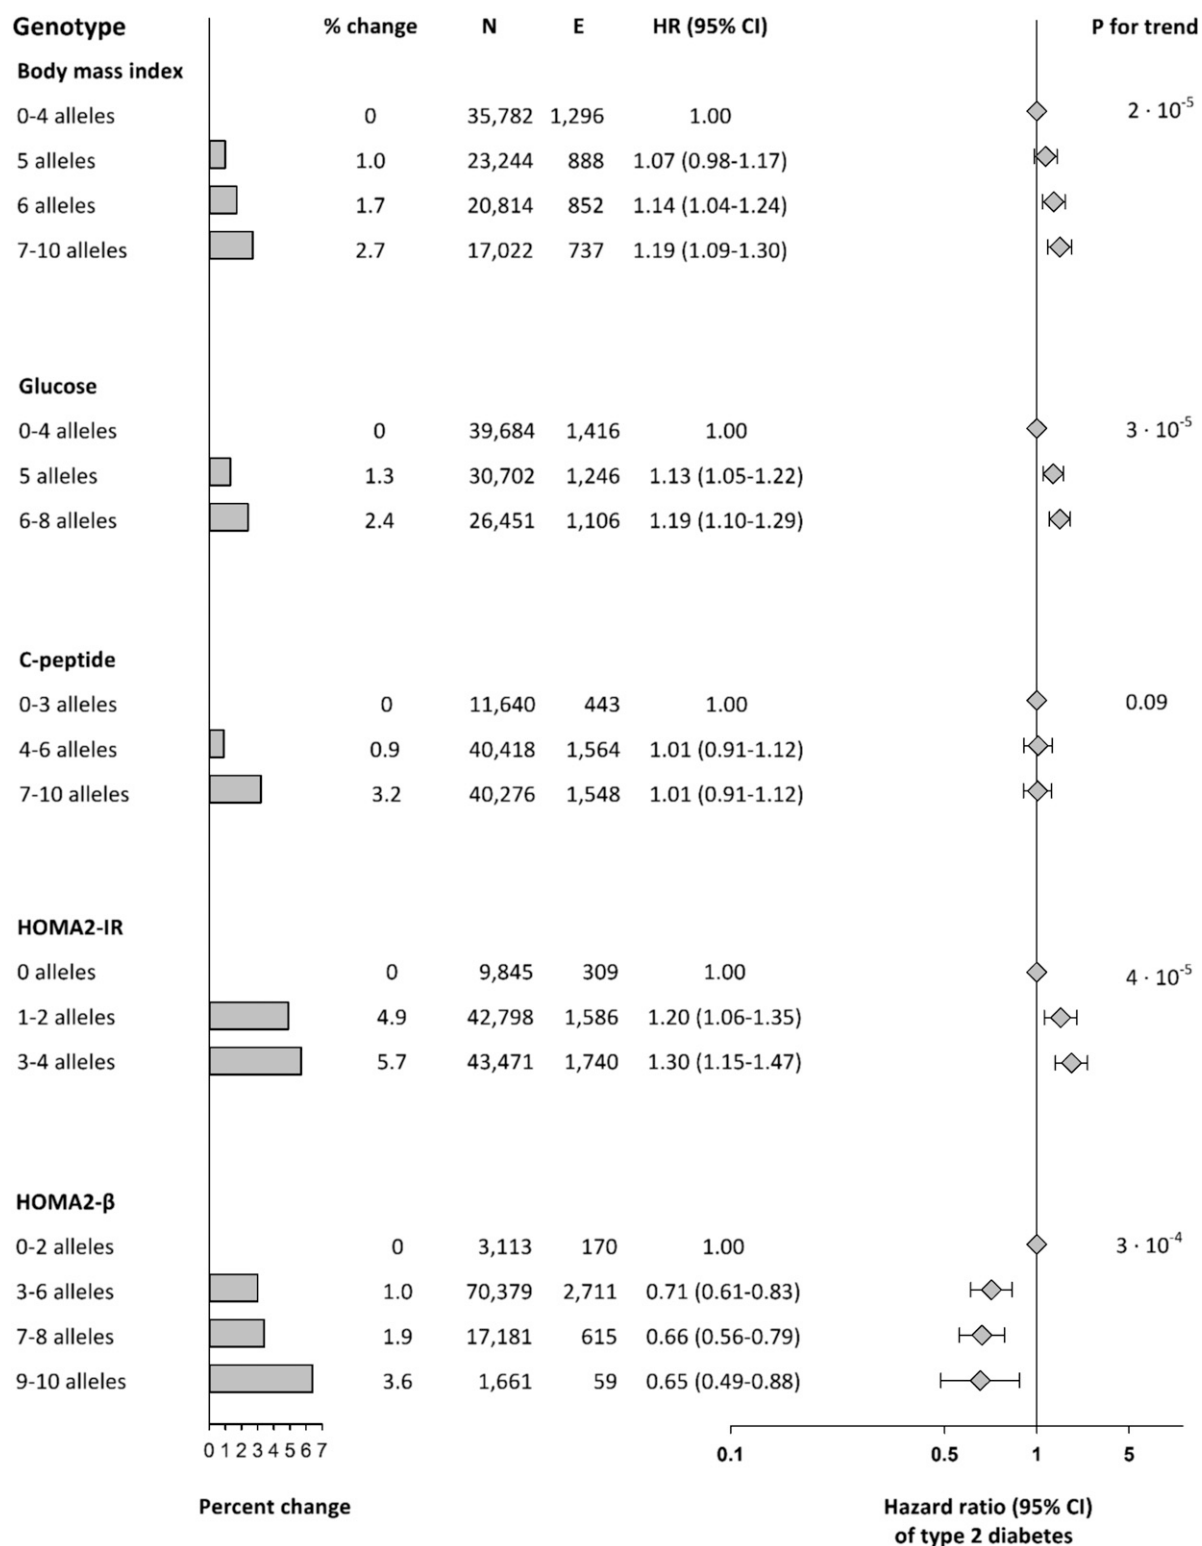 Genotype % change N E HR (95% CI) P for trend
Body mass index
0-4 alleles 0 35,782 1,296 1.00 2 · 10⁻⁵
5 alleles 1.0 23,244 888 1.07 (0.98-1.17)
6 alleles 1.7 20,814 852 1.14 (1.04-1.24)
7-10 alleles 2.7 17,022 737 1.19 (1.09-1.30)
Glucose
0-4 alleles 0 39,684 1,416 1.00 3 · 10⁻⁵
5 alleles 1.3 30,702 1,246 1.13 (1.05-1.22)
6-8 alleles 2.4 26,451 1,106 1.19 (1.10-1.29)
C-peptide
0-3 alleles 0 11,640 443 1.00 0.09
4-6 alleles 0.9 40,418 1,564 1.01 (0.91-1.12)
7-10 alleles 3.2 40,276 1,548 1.01 (0.91-1.12)
HOMA2-IR
0 alleles 0 9,845 309 1.00 4 · 10⁻⁵
1-2 alleles 4.9 42,798 1,586 1.20 (1.06-1.35)
3-4 alleles 5.7 43,471 1,740 1.30 (1.15-1.47)
HOMA2-β
0-2 alleles 0 3,113 170 1.00 3 · 10⁻⁴
3-6 alleles 1.0 70,379 2,711 0.71 (0.61-0.83)
7-8 alleles 1.9 17,181 615 0.66 (0.56-0.79)
9-10 alleles 3.6 1,661 59 0.65 (0.49-0.88)
0 1 2 3 4 5 6 7 0.1 0.5 1 5
Percent change Hazard ratio (95% CI)
of type 2 diabetes